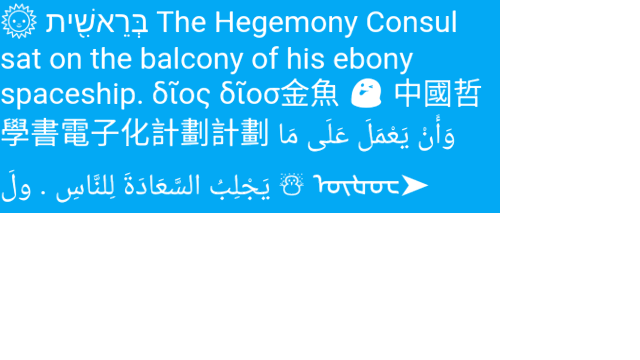 🌞 בְּרֵאשִׁ֖ית The Hegemony Consul
sat on the balcony of his ebony
spaceship. δῖος δῖοσ金魚 中國哲
學書電子化計劃計劃 وَأَنْ يَعْمَلَ عَلَى مَا
يَجْلِبُ السَّعَادَةَ لِلنَّاسِ . ولَ ☃ ➤